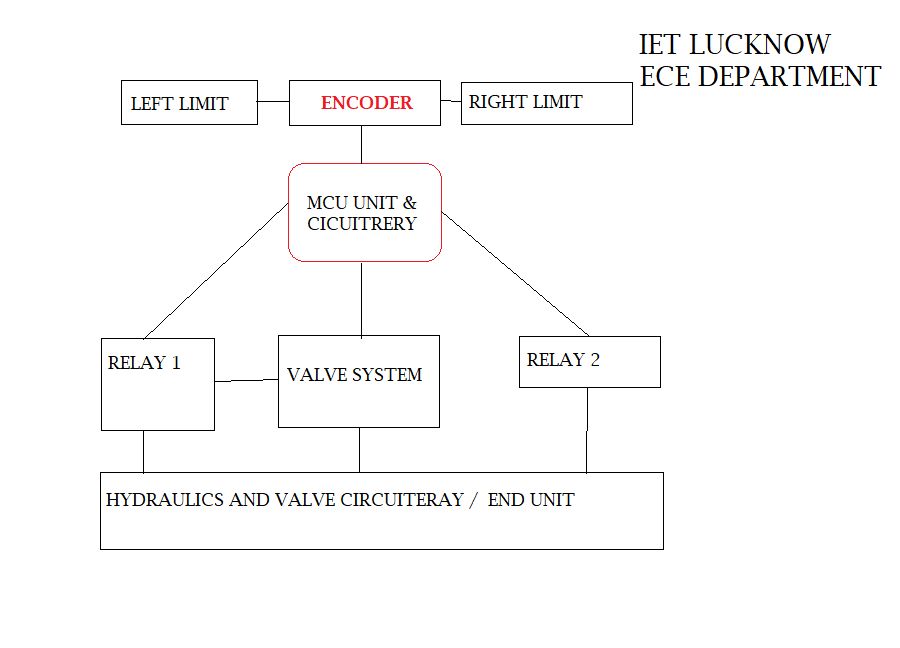 IET LUCKNOW
ECE DEPARTMENT
LEFT LIMIT
ENCODER
RIGHT LIMIT
MCU UNIT &
CICUITRERY
RELAY 1
VALVE SYSTEM
RELAY 2
HYDRAULICS AND VALVE CIRCUITERAY / END UNIT